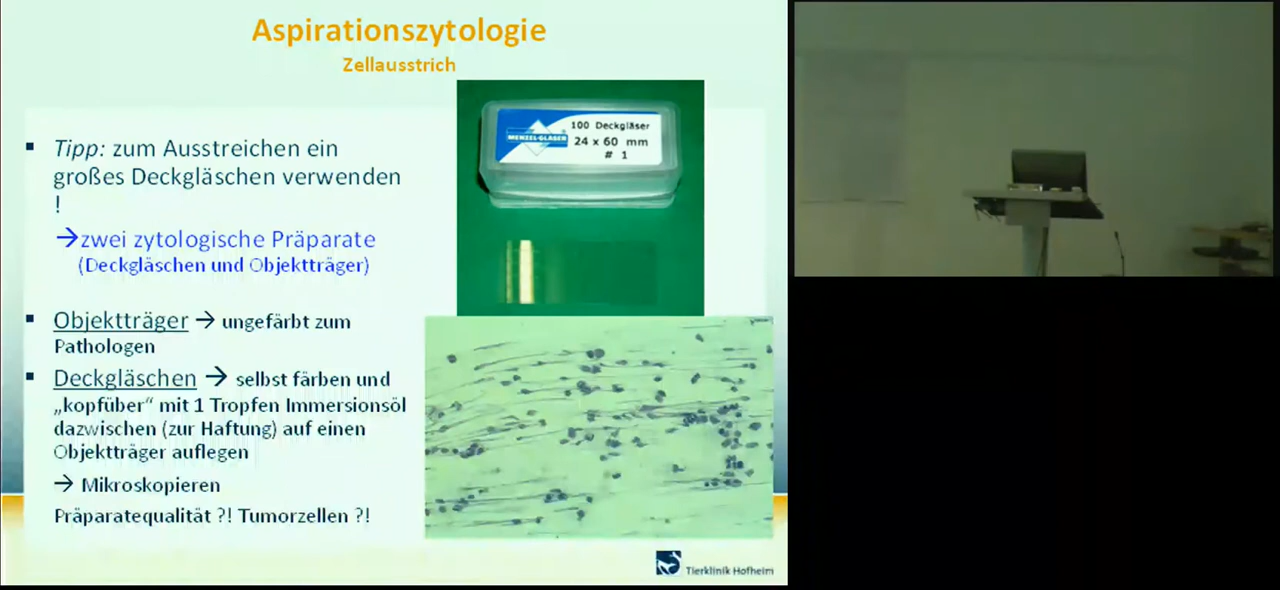 Aspirationszytologie
Zellausstrich
▪ Tipp: zum Ausstreichen ein
großes Deckgläschen verwenden
!
→zwei zytologische Präparate
(Deckgläschen und Objektträger)
▪ Objektträger → ungefärbt zum
Pathologen
▪ Deckgläschen → selbst färben und
„kopfüber“ mit 1 Tropfen Immersionsöl
dazwischen (zur Haftung) auf einen
Objektträger auflegen
→ Mikroskopieren
Präparatequalität ?! Tumorzellen ?!
MENZEL-GLÄSER
100 Deckgläser
24 x 60 mm
# 1
Tierklinik Hofheim